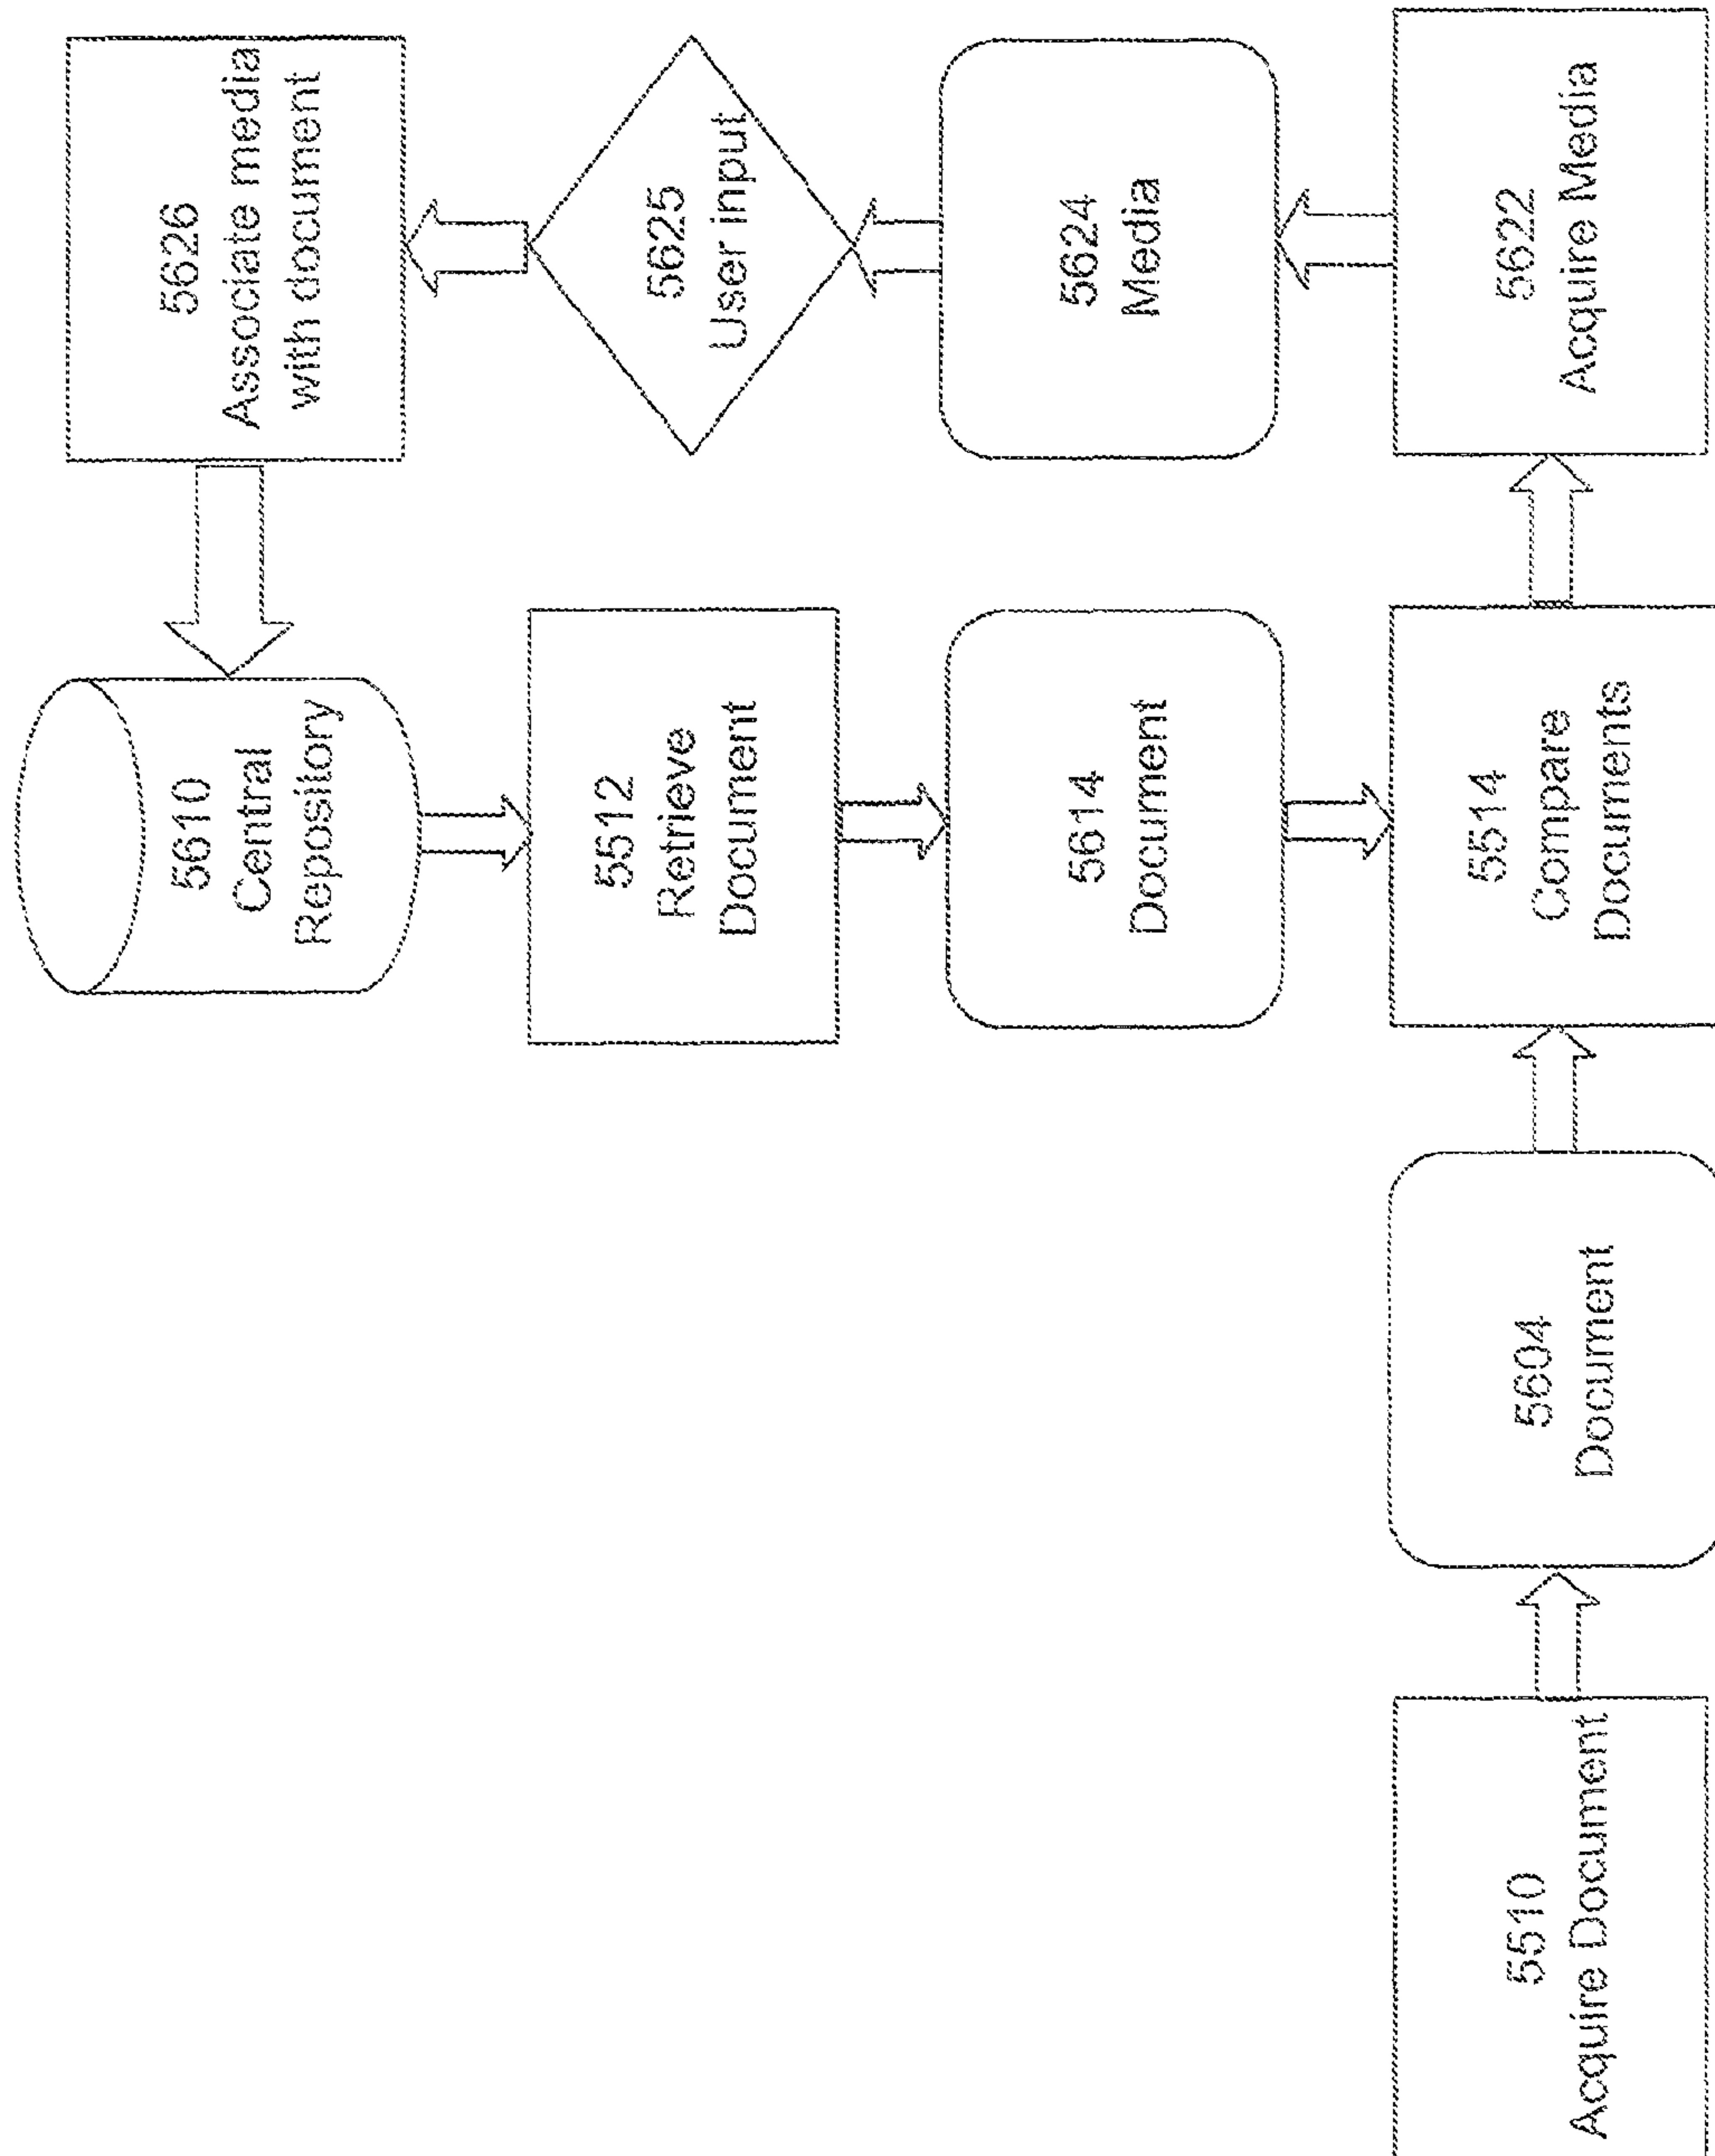 5610
Central
Repository
5626
Associate media
with document
5512
Retrieve
Document
5625
User input
5614
Document
5624
Media
5510
Acquire Document
5604
Document
5514
Compare
Documents
5622
Acquire Media